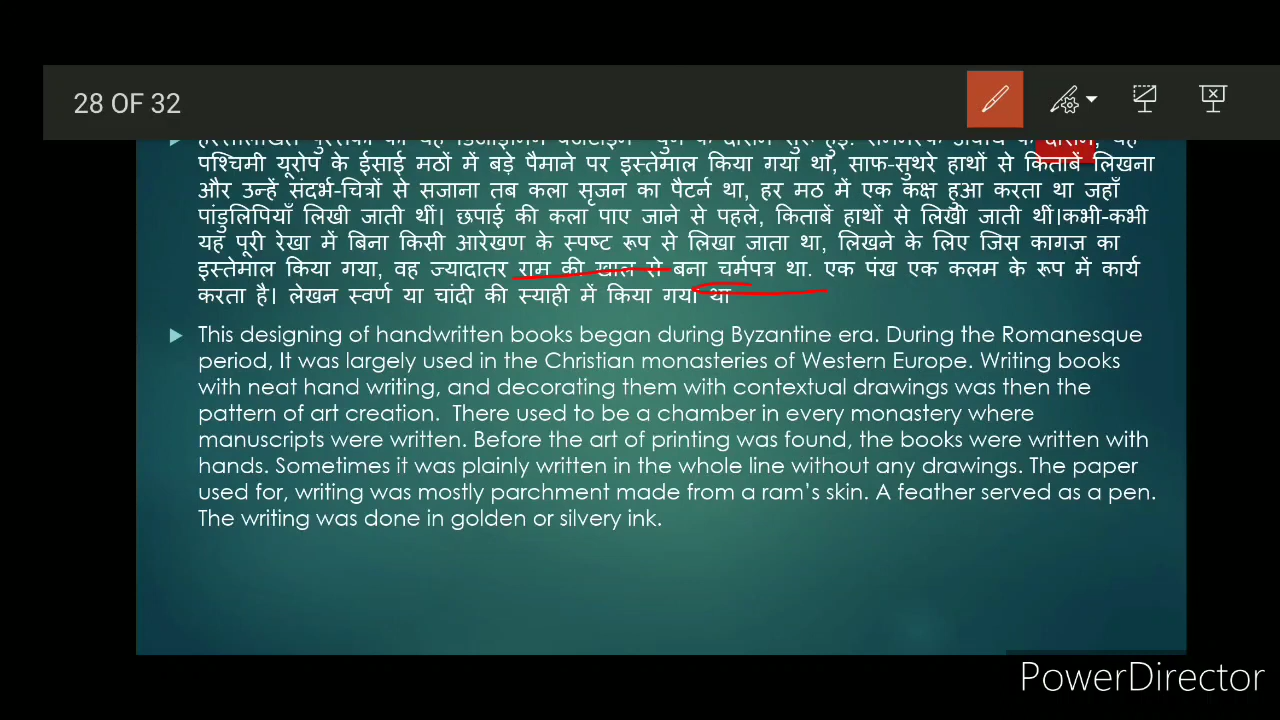 28 OF 32
पश्चिमी यूरोप के ईसाई मठों में बड़े पैमाने पर इस्तेमाल किया गया था, साफ-सुथरे हाथों से किताबें लिखना
और उन्हें संदर्भ-चित्रों से सजाना तब कला सृजन का पैटर्न था, हर मठ में एक कक्ष हुआ करता था जहाँ
पांडुलिपियाँ लिखी जाती थीं। छपाई की कला पाए जाने से पहले, किताबें हाथों से लिखी जाती थीं।कभी-कभी
यह पूरी रेखा में बिना किसी आरेखण के स्पष्ट रूप से लिखा जाता था, लिखने के लिए जिस कागज का
इस्तेमाल किया गया, वह ज्यादातर राम की खाल से बना चर्मपत्र था. एक पंख एक कलम के रूप में कार्य
करता है। लेखन स्वर्ण या चांदी की स्याही में किया गया था
This designing of handwritten books began during Byzantine era. During the Romanesque
period, It was largely used in the Christian monasteries of Western Europe. Writing books
with neat hand writing, and decorating them with contextual drawings was then the
pattern of art creation. There used to be a chamber in every monastery where
manuscripts were written. Before the art of printing was found, the books were written with
hands. Sometimes it was plainly written in the whole line without any drawings. The paper
used for, writing was mostly parchment made from a ram's skin. A feather served as a pen.
The writing was done in golden or silvery ink.
PowerDirector